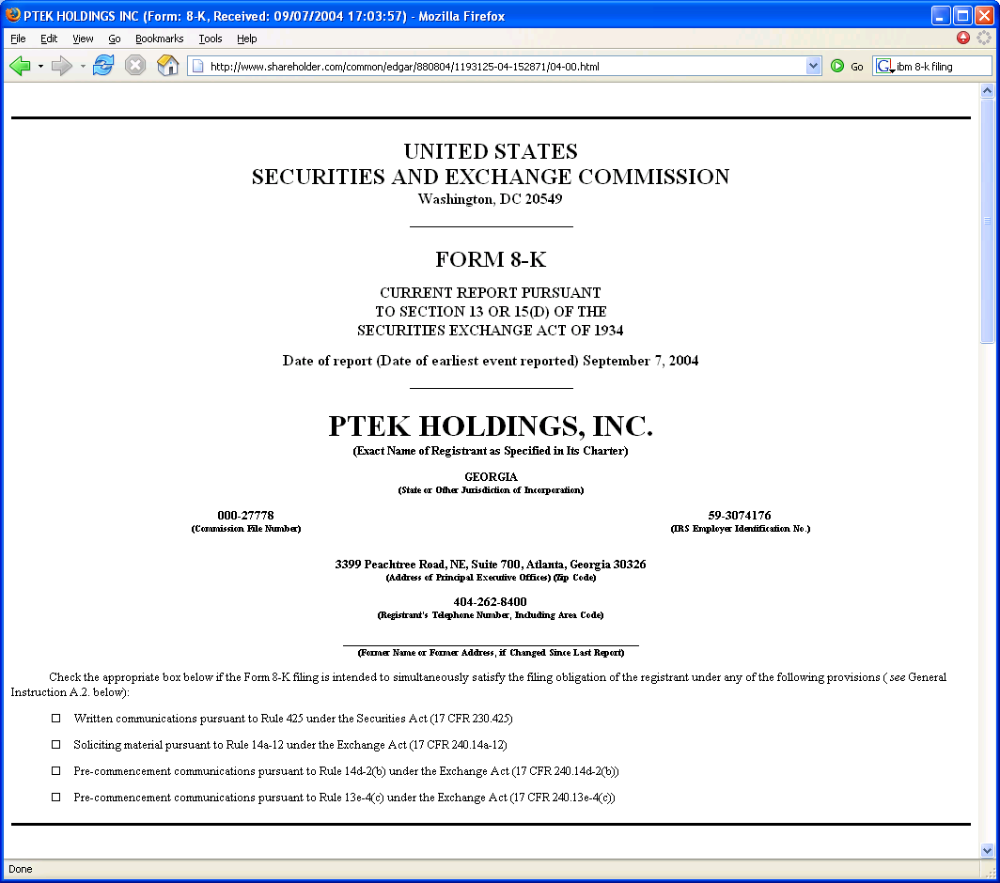 PTEK HOLDINGS INC (Form: 8-K, Received: 09/07/2004 17:03:57) - Mozilla Firefox
File Edit View Go Bookmarks Tools Help
http://www.shareholder.com/common/edgar/880804/1193125-04-152871/04-00.html Go G ibm 8-k filing
UNITED STATES
SECURITIES AND EXCHANGE COMMISSION
Washington, DC 20549
FORM 8-K
CURRENT REPORT PURSUANT
TO SECTION 13 OR 15(D) OF THE
SECURITIES EXCHANGE ACT OF 1934
Date of report (Date of earliest event reported) September 7, 2004
PTEK HOLDINGS, INC.
(Exact Name of Registrant as Specified in Its Charter)
GEORGIA
(State or Other Jurisdiction of Incorporation)
000-27778 59-3074176
(Commission File Number) (IRS Employer Identification No.)
3399 Peachtree Road, NE, Suite 700, Atlanta, Georgia 30326
(Address of Principal Executive Offices) (Zip Code)
404-262-8400
(Registrant's Telephone Number, Including Area Code)
(Former Name or Former Address, if Changed Since Last Report)
Check the appropriate box below if the Form 8-K filing is intended to simultaneously satisfy the filing obligation of the registrant under any of the following provisions ( see General
Instruction A.2. below):
☐ Written communications pursuant to Rule 425 under the Securities Act (17 CFR 230.425)
☐ Soliciting material pursuant to Rule 14a-12 under the Exchange Act (17 CFR 240.14a-12)
☐ Pre-commencement communications pursuant to Rule 14d-2(b) under the Exchange Act (17 CFR 240.14d-2(b))
☐ Pre-commencement communications pursuant to Rule 13e-4(c) under the Exchange Act (17 CFR 240.13e-4(c))
Done